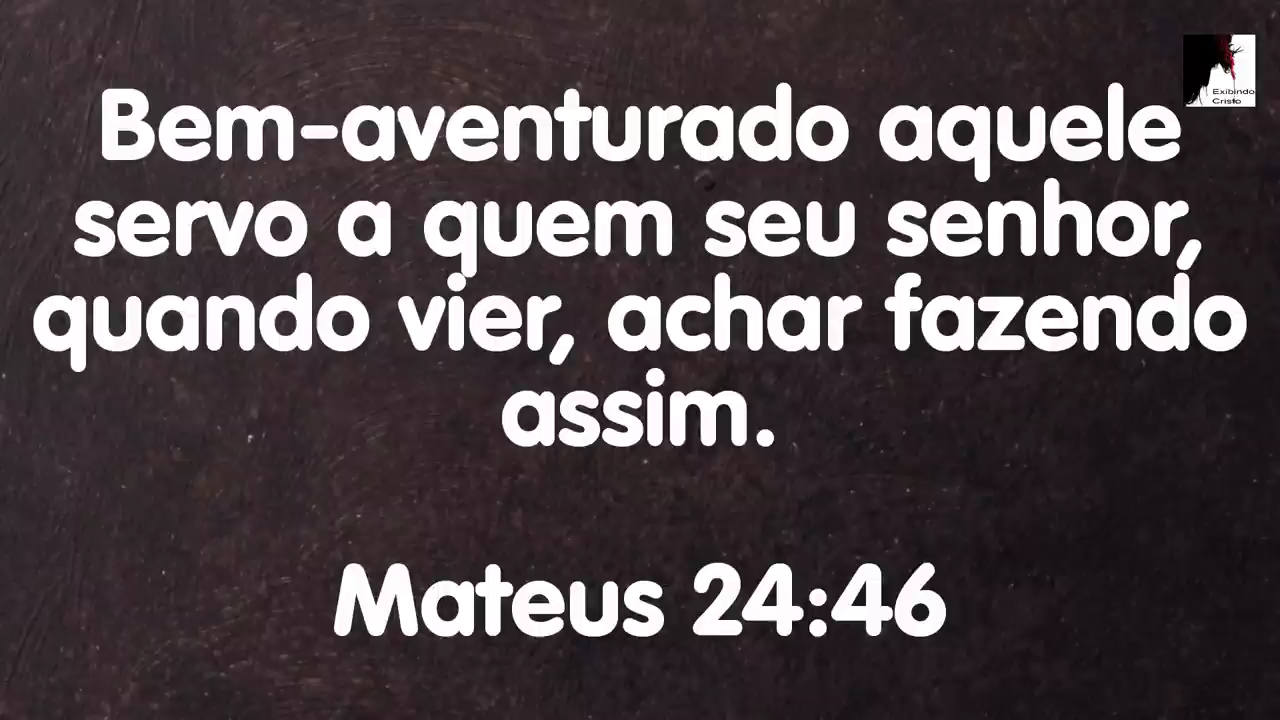 Exibindo
Cristo
Bem-aventurado aquele
servo a quem seu senhor,
quando vier, achar fazendo
assim.
Mateus 24:46